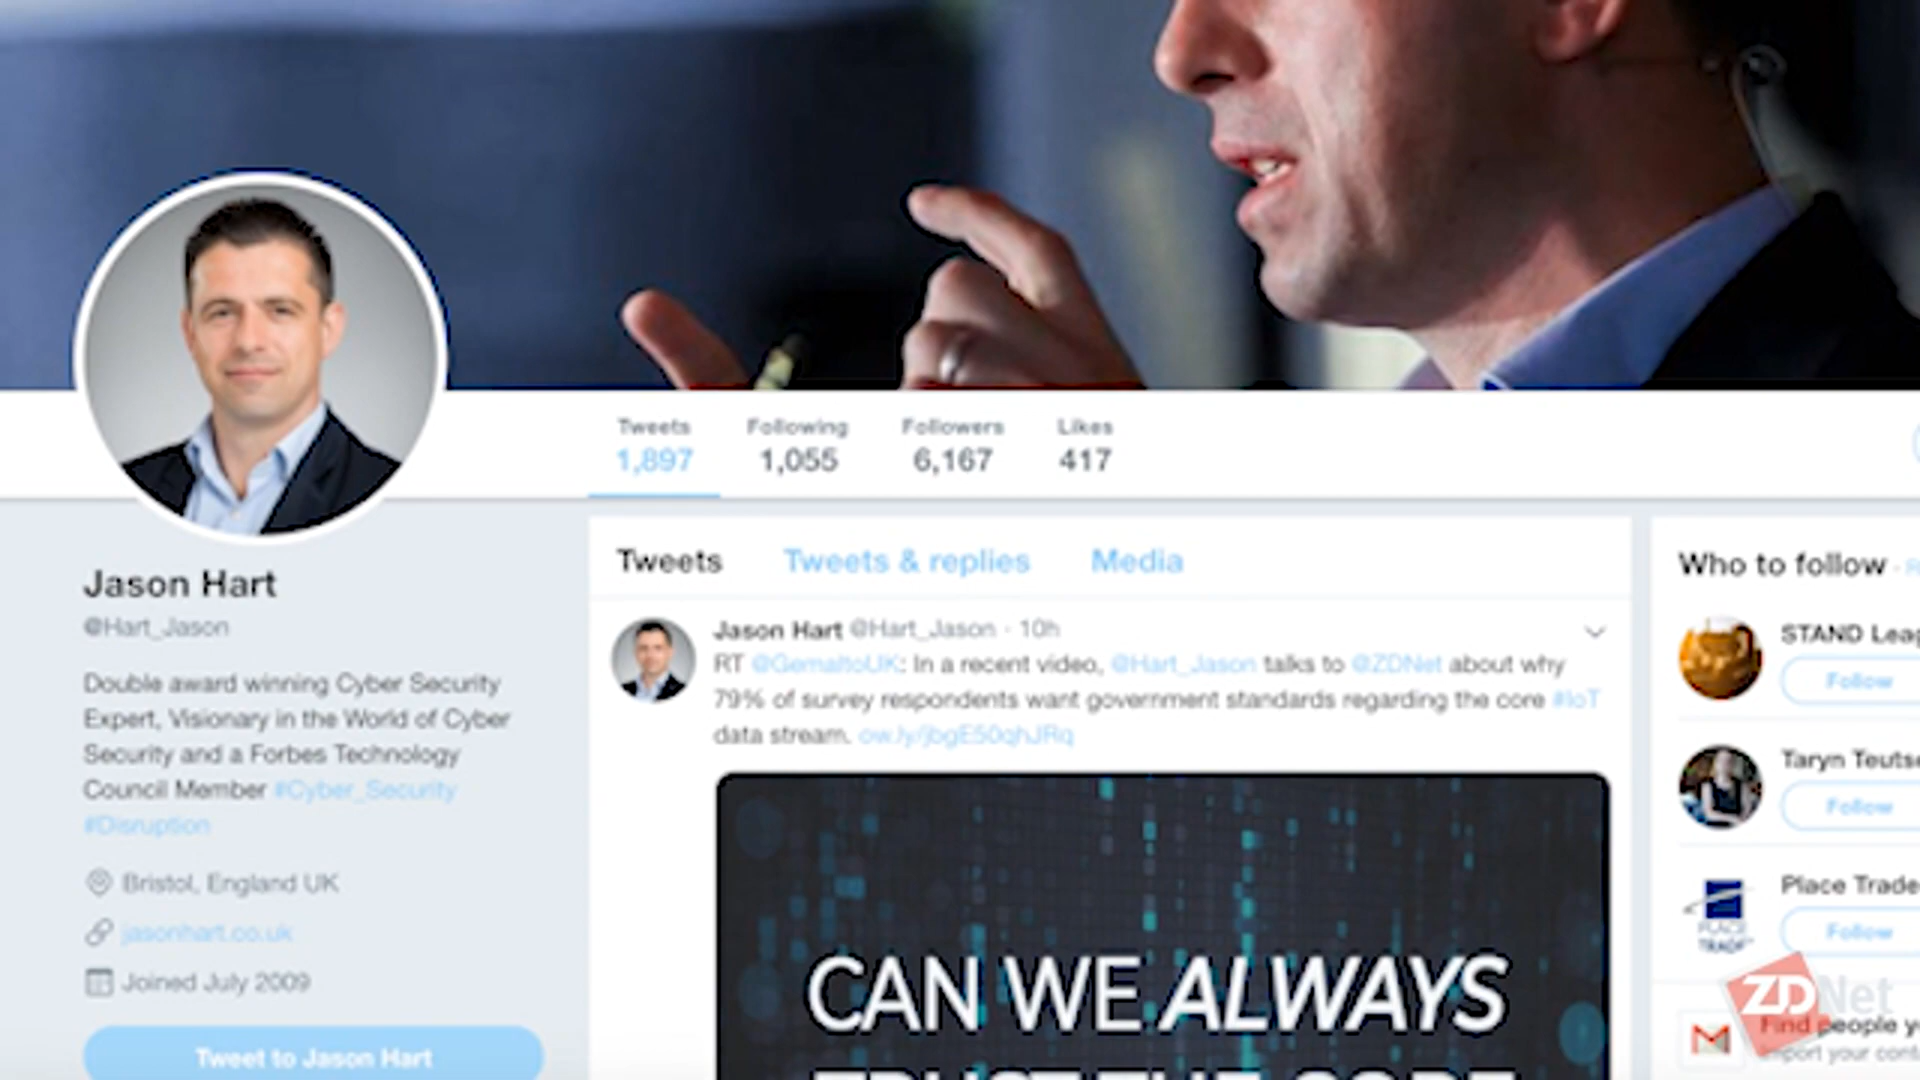 Tweets Following Followers Likes
1,897 1,055 6,167 417
Jason Hart
@Hart_Jason
Double award winning Cyber Security
Expert, Visionary in the World of Cyber
Security and a Forbes Technology
Council Member #Cyber_Security
#Disruption
Bristol, England UK
jasonhart.co.uk
Joined July 2009
Tweet to Jason Hart
Tweets Tweets & replies Media
Jason Hart @Hart_Jason · 10h
RT @GemaltoUK: In a recent video, @Hart_Jason talks to @ZDNet about why
79% of survey respondents want government standards regarding the core #IoT
data stream. ow.ly/jbgE50qhJRq
CAN WE ALWAYS
Who to follow ·
STAND Leag
Follow
Taryn Teuts
Follow
Place Trade
Follow
PLACE
TRADE
ZDNet
Find people y